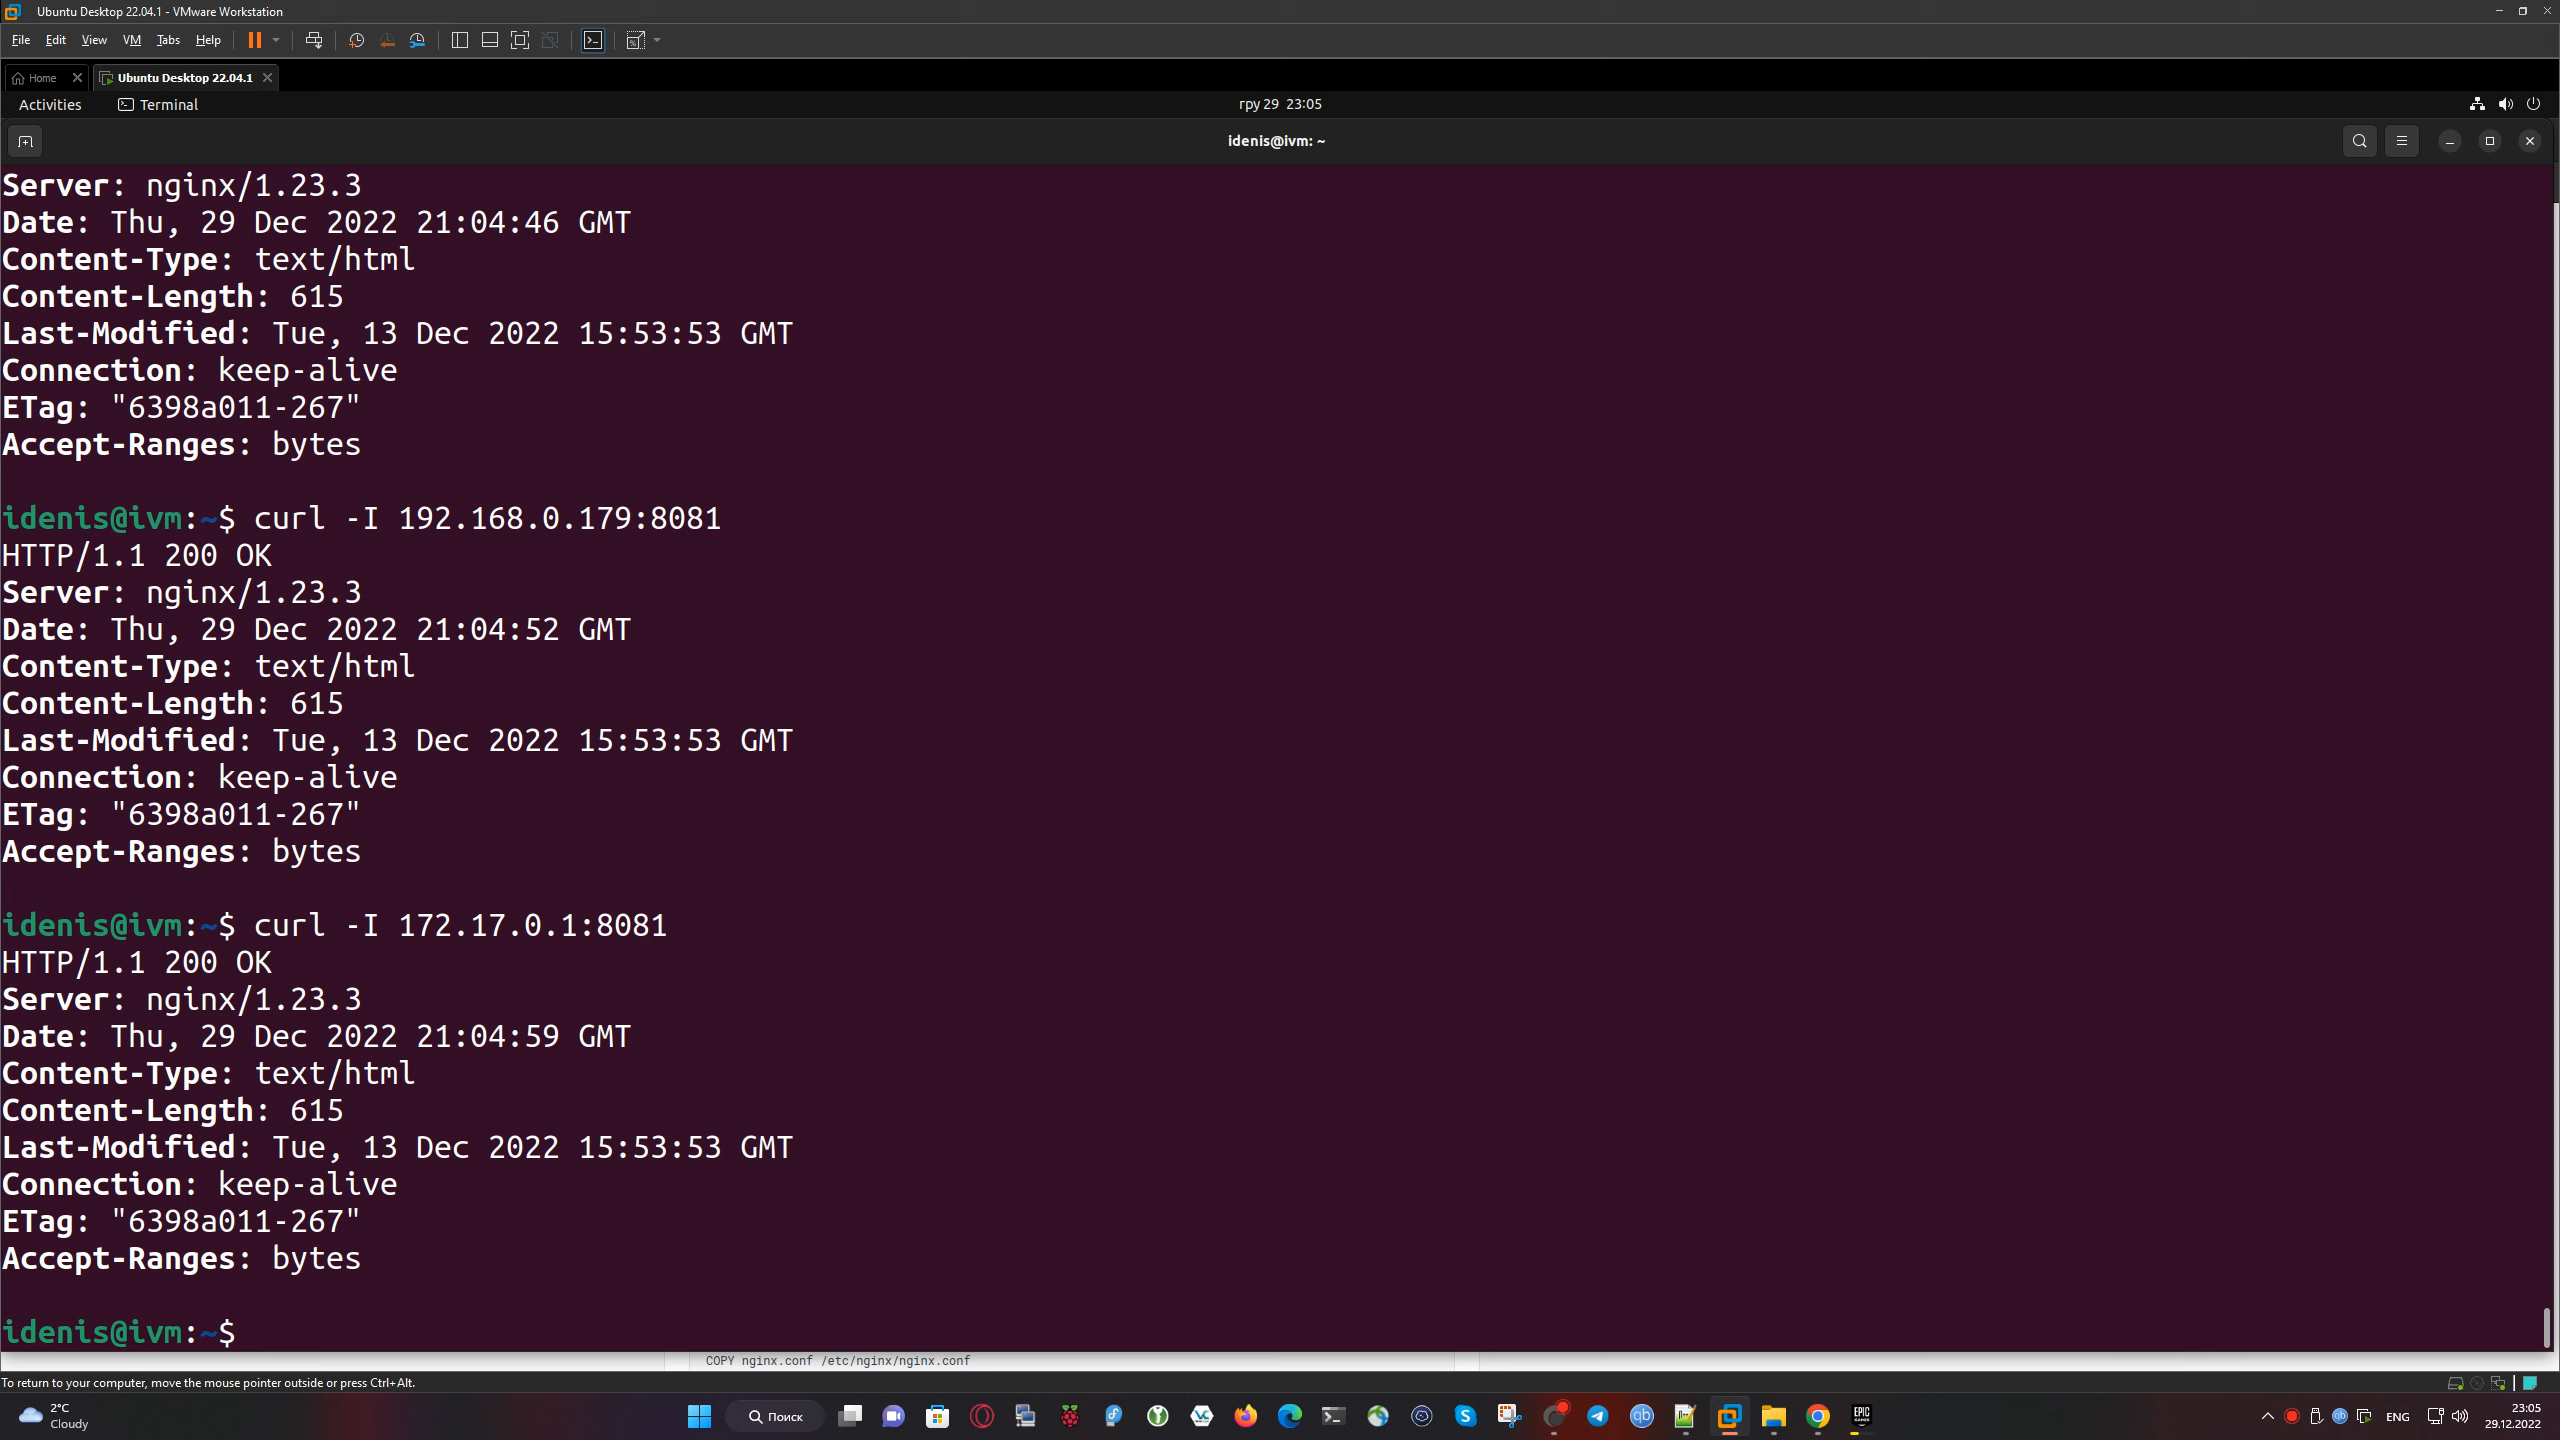 Ubuntu Desktop 22.04.1 - VMware Workstation
File Edit View VM Tabs Help
Home Ubuntu Desktop 22.04.1
Activities Terminal гру 29 23:05
idenis@ivm: ~
Server: nginx/1.23.3
Date: Thu, 29 Dec 2022 21:04:46 GMT
Content-Type: text/html
Content-Length: 615
Last-Modified: Tue, 13 Dec 2022 15:53:53 GMT
Connection: keep-alive
ETag: "6398a011-267"
Accept-Ranges: bytes
idenis@ivm:~$ curl -I 192.168.0.179:8081
HTTP/1.1 200 OK
Server: nginx/1.23.3
Date: Thu, 29 Dec 2022 21:04:52 GMT
Content-Type: text/html
Content-Length: 615
Last-Modified: Tue, 13 Dec 2022 15:53:53 GMT
Connection: keep-alive
ETag: "6398a011-267"
Accept-Ranges: bytes
idenis@ivm:~$ curl -I 172.17.0.1:8081
HTTP/1.1 200 OK
Server: nginx/1.23.3
Date: Thu, 29 Dec 2022 21:04:59 GMT
Content-Type: text/html
Content-Length: 615
Last-Modified: Tue, 13 Dec 2022 15:53:53 GMT
Connection: keep-alive
ETag: "6398a011-267"
Accept-Ranges: bytes
idenis@ivm:~$
COPY nginx.conf /etc/nginx/nginx.conf
To return to your computer, move the mouse pointer outside or press Ctrl+Alt.
2°C
Cloudy
Поиск
ENG
23:05
29.12.2022